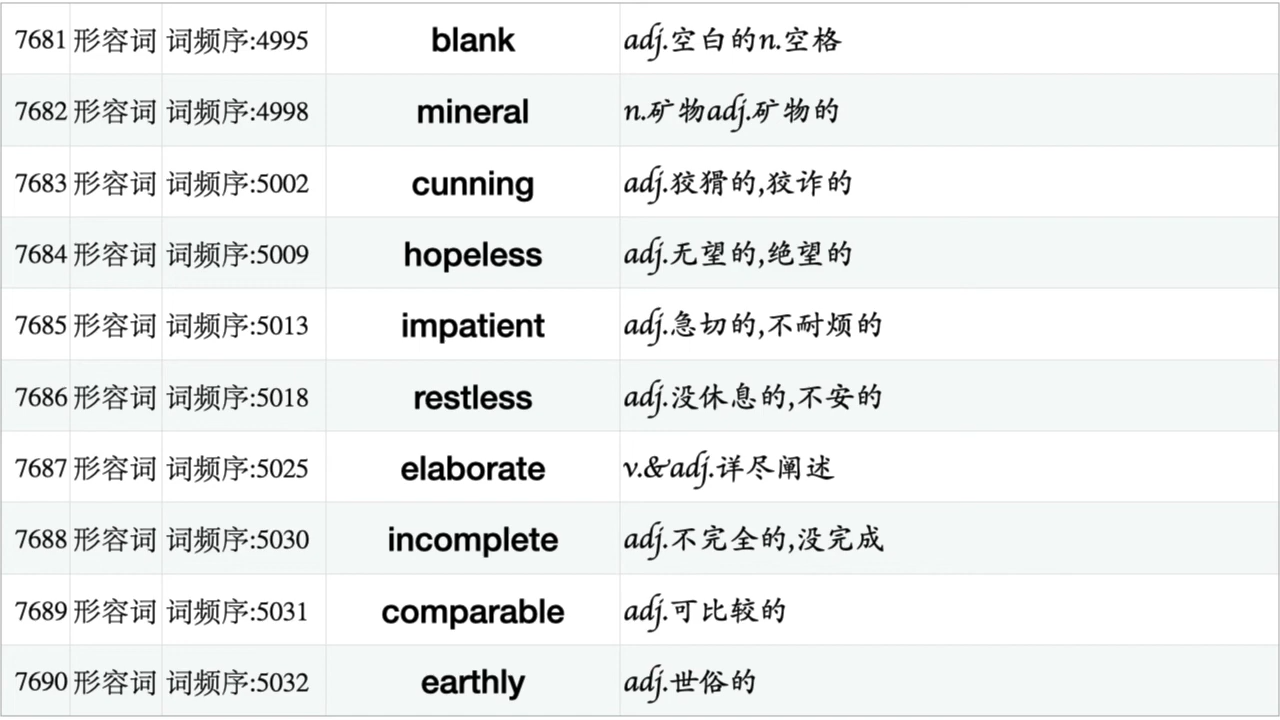 7681 形容词 词频序:4995 blank adj.空白的n.空格
7682 形容词 词频序:4998 mineral n.矿物adj.矿物的
7683 形容词 词频序:5002 cunning adj.狡猾的,狡诈的
7684 形容词 词频序:5009 hopeless adj.无望的,绝望的
7685 形容词 词频序:5013 impatient adj.急切的,不耐烦的
7686 形容词 词频序:5018 restless adj.没休息的,不安的
7687 形容词 词频序:5025 elaborate v.&adj.详尽阐述
7688 形容词 词频序:5030 incomplete adj.不完全的,没完成
7689 形容词 词频序:5031 comparable adj.可比较的
7690 形容词 词频序:5032 earthly adj.世俗的